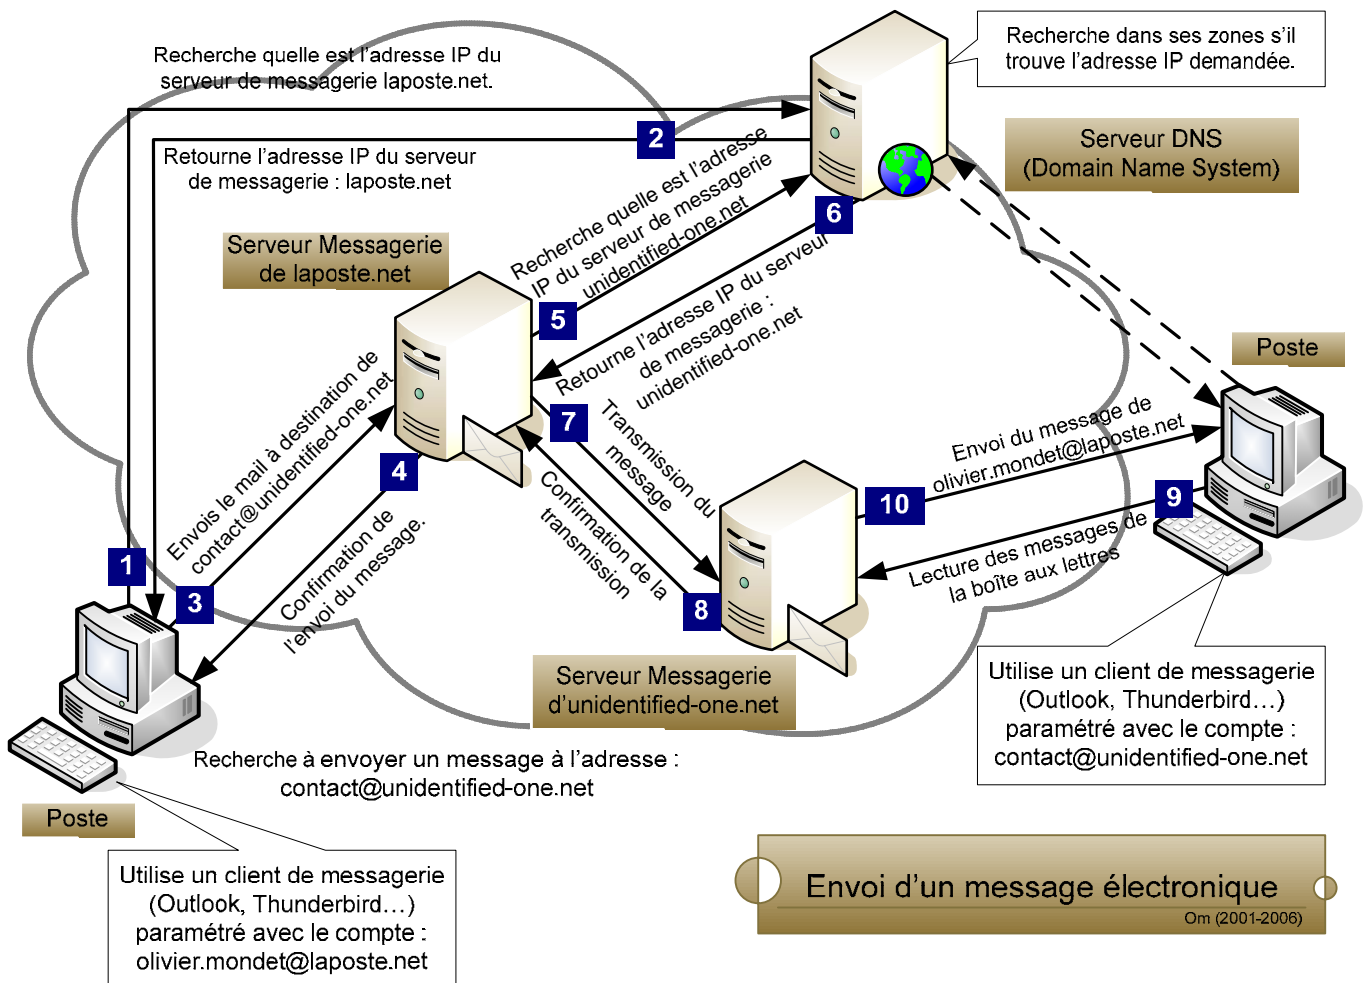 Recherche quelle est l'adresse IP du
serveur de messagerie laposte.net.
Recherche dans ses zones s'il
trouve l'adresse IP demandée.
2
Retourne l'adresse IP du serveur
de messagerie : laposte.net
Serveur DNS
(Domain Name System)
Recherche quelle est l'adresse
IP du serveur de messagerie
unidentified-one.net
6
Serveur Messagerie
de laposte.net
5
Retourne l'adresse IP du serveur
de messagerie :
unidentified-one.net
Poste
Envois le mail à destination de
contact@unidentified-one.net
4
7
Transmission du
message
Envoi du message de
olivier.mondet@laposte.net
10
9
Confirmation de la
transmission
Confirmation de
l'envoi du message.
Lecture des messages de
la boîte aux lettres
1
3
8
Serveur Messagerie
d'unidentified-one.net
Utilise un client de messagerie
(Outlook, Thunderbird…)
paramétré avec le compte :
contact@unidentified-one.net
Recherche à envoyer un message à l'adresse :
contact@unidentified-one.net
Poste
Utilise un client de messagerie
(Outlook, Thunderbird…)
paramétré avec le compte :
olivier.mondet@laposte.net
Envoi d'un message électronique
Om (2001-2006)